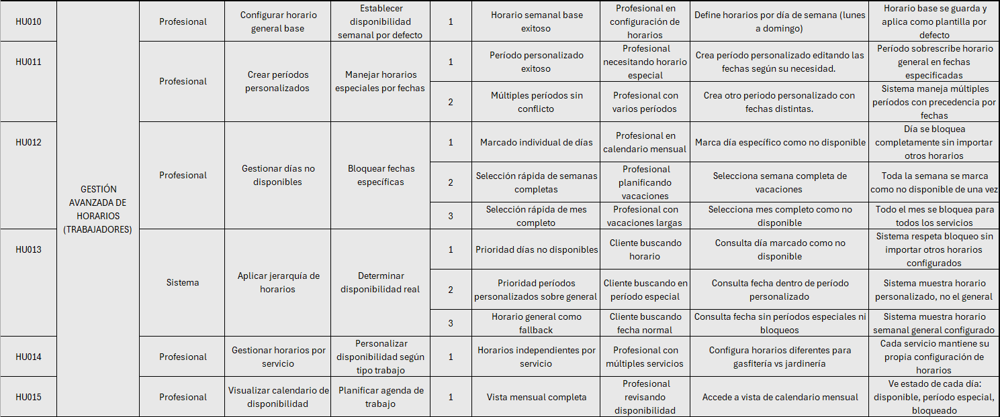 HU010
Profesional
Configurar horario
general base
Establecer
disponibilidad
semanal por defecto
1
Horario semanal base
exitoso
Profesional en
configuración de
horarios
Define horarios por día de semana (lunes
a domingo)
Horario base se guarda y
aplica como plantilla por
defecto
HU011
Profesional
Crear períodos
personalizados
Manejar horarios
especiales por fechas
1
Período personalizado
exitoso
Profesional
necesitando horario
especial
Crea período personalizado editando las
fechas según su necesidad.
Período sobrescribe horario
general en fechas
especificadas
2
Múltiples períodos sin
conflicto
Profesional con
varios períodos
Crea otro periodo personalizado con
fechas distintas.
Sistema maneja múltiples
períodos con precedencia por
fechas
GESTIÓN
AVANZADA DE
HORARIOS
(TRABAJADORES)
HU012
Profesional
Gestionar días no
disponibles
Bloquear fechas
específicas
1
Marcado individual de días
Profesional en
calendario mensual
Marca día específico como no disponible
Día se bloquea
completamente sin importar
otros horarios
2
Selección rápida de semanas
completas
Profesional
planificando
vacaciones
Selecciona semana completa de
vacaciones
Toda la semana se marca
como no disponible de una vez
3
Selección rápida de mes
completo
Profesional con
vacaciones largas
Selecciona mes completo como no
disponible
Todo el mes se bloquea para
todos los servicios
HU013
Sistema
Aplicar jerarquía de
horarios
Determinar
disponibilidad real
1
Prioridad días no disponibles
Cliente buscando
horario
Consulta día marcado como no
disponible
Sistema respeta bloqueo sin
importar otros horarios
configurados
2
Prioridad períodos
personalizados sobre general
Cliente buscando en
período especial
Consulta fecha dentro de período
personalizado
Sistema muestra horario
personalizado, no el general
3
Horario general como
fallback
Cliente buscando
fecha normal
Consulta fecha sin períodos especiales ni
bloqueos
Sistema muestra horario
semanal general configurado
HU014
Profesional
Gestionar horarios por
servicio
Personalizar
disponibilidad según
tipo trabajo
1
Horarios independientes por
servicio
Profesional con
múltiples servicios
Configura horarios diferentes para
gasfitería vs jardinería
Cada servicio mantiene su
propia configuración de
horarios
HU015
Profesional
Visualizar calendario de
disponibilidad
Planificar agenda de
trabajo
1
Vista mensual completa
Profesional
revisando
disponibilidad
Accede a vista de calendario mensual
Ve estado de cada día:
disponible, período especial,
bloqueado